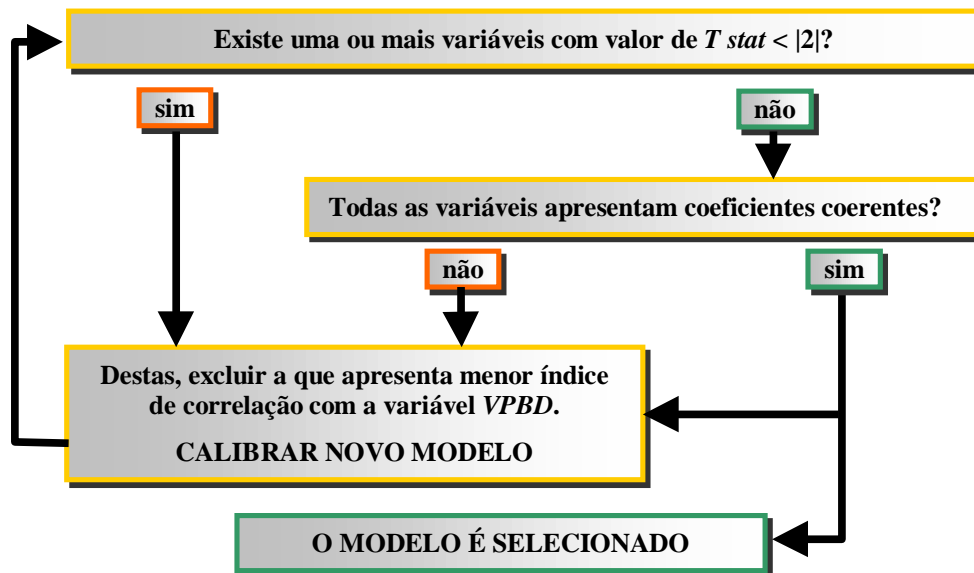 Existe uma ou mais variáveis com valor de T stat < |2|?
sim
não
Todas as variáveis apresentam coeficientes coerentes?
não
sim
Destas, excluir a que apresenta menor índice
de correlação com a variável VPBD.
CALIBRAR NOVO MODELO
O MODELO É SELECIONADO